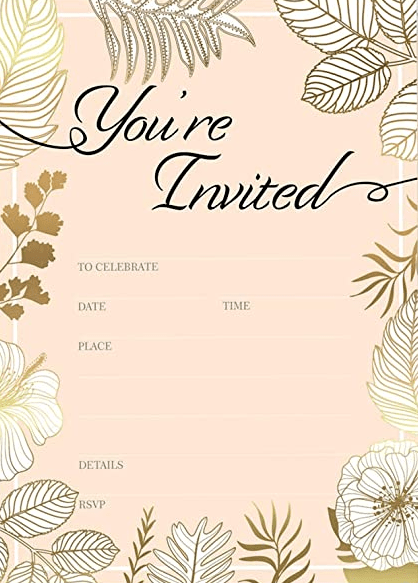 You're
Invited
TO CELEBRATE
DATE TIME
PLACE
DETAILS
RSVP